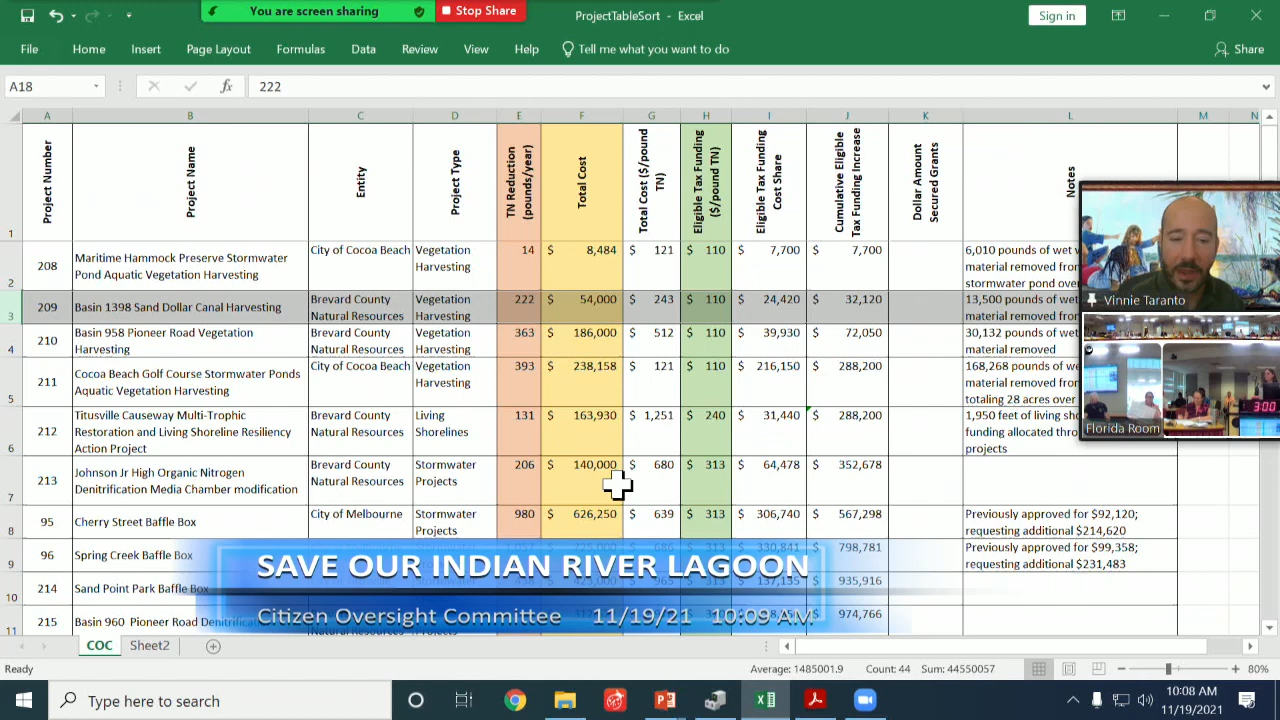 You are screen sharing
Stop Share
ProjectTableSort - Excel
Sign in
File Home Insert Page Layout Formulas Data Review View Help Tell me what you want to do
Share
A18 fx 222
A B C D E F G H I J K L M N
1 Project Number Project Name Entity Project Type TN Reduction (pounds/year) Total Cost Total Cost ($/pound TN) Eligible Tax Funding ($/pound TN) Eligible Tax Funding Cost Share Cumulative Eligible Tax Funding Increase Dollar Amount Secured Grants Notes
2 208 Maritime Hammock Preserve Stormwater Pond Aquatic Vegetation Harvesting City of Cocoa Beach Vegetation Harvesting 14 $ 8,484 $ 121 $ 110 $ 7,700 $ 7,700 6,010 pounds of wet material removed from stormwater pond over
3 209 Basin 1398 Sand Dollar Canal Harvesting Brevard County Natural Resources Vegetation Harvesting 222 $ 54,000 $ 243 $ 110 $ 24,420 $ 32,120 13,500 pounds of wet material removed from
4 210 Basin 958 Pioneer Road Vegetation Harvesting Brevard County Natural Resources Vegetation Harvesting 363 $ 186,000 $ 512 $ 110 $ 39,930 $ 72,050 30,132 pounds of wet material removed
5 211 Cocoa Beach Golf Course Stormwater Ponds Aquatic Vegetation Harvesting City of Cocoa Beach Vegetation Harvesting 393 $ 238,158 $ 121 $ 110 $ 216,150 $ 288,200 168,268 pounds of wet material removed from totaling 28 acres over
6 212 Titusville Causeway Multi-Trophic Restoration and Living Shoreline Resiliency Action Project Brevard County Natural Resources Living Shorelines 131 $ 163,930 $ 1,251 $ 240 $ 31,440 $ 288,200 1,950 feet of living funding allocated projects
7 213 Johnson Jr High Organic Nitrogen Denitrification Media Chamber modification Brevard County Natural Resources Stormwater Projects 206 $ 140,000 $ 680 $ 313 $ 64,478 $ 352,678
8 95 Cherry Street Baffle Box City of Melbourne Stormwater Projects 980 $ 626,250 $ 639 $ 313 $ 306,740 $ 567,298 Previously approved for $92,120; requesting additional $214,620
9 96 Spring Creek Baffle Box $ 313 $ 330,841 $ 798,781 Previously approved for $99,358; requesting additional $231,483
10 214 Sand Point Park Baffle Box $ 935,916
11 215 Basin 960 Pioneer Road $ 974,766
Vinnie Taranto
3:00
Florida Room
SAVE OUR INDIAN RIVER LAGOON
Citizen Oversight Committee 11/19/21 10:09 AM
COC Sheet2
Ready Average: 1485001.9 Count: 44 Sum: 44550057 80%
Type here to search
10:08 AM
11/19/2021